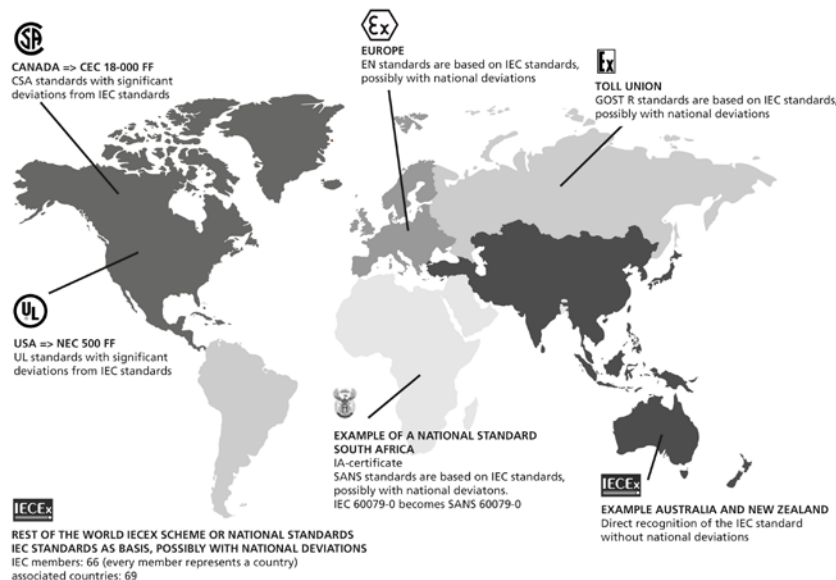 CSA
CANADA => CEC 18-000 FF
CSA standards with significant
deviations from IEC standards
Ex
EUROPE
EN standards are based on IEC standards,
possibly with national deviations
Ex
TOLL UNION
GOST R standards are based on IEC standards,
possibly with national deviations
UL
USA => NEC 500 FF
UL standards with significant
deviations from IEC standards
EXAMPLE OF A NATIONAL STANDARD
SOUTH AFRICA
IA-certificate
SANS standards are based on IEC standards,
possibly with national deviatons.
IEC 60079-0 becomes SANS 60079-0
IECEx
EXAMPLE AUSTRALIA AND NEW ZEALAND
Direct recognition of the IEC standard
without national deviations
IECEx
REST OF THE WORLD IECEX SCHEME OR NATIONAL STANDARDS
IEC STANDARDS AS BASIS, POSSIBLY WITH NATIONAL DEVIATIONS
IEC members: 66 (every member represents a country)
associated countries: 69